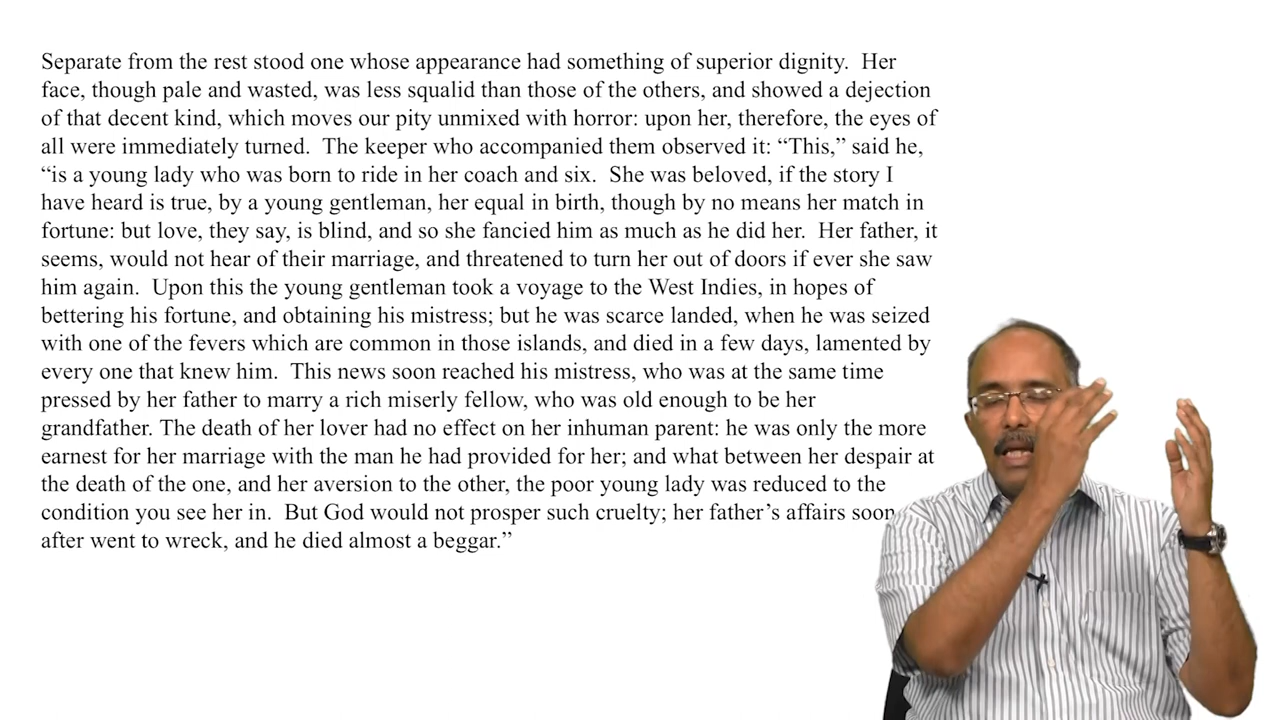 Separate from the rest stood one whose appearance had something of superior dignity.  Her
face, though pale and wasted, was less squalid than those of the others, and showed a dejection
of that decent kind, which moves our pity unmixed with horror: upon her, therefore, the eyes of
all were immediately turned.  The keeper who accompanied them observed it: “This,” said he,
“is a young lady who was born to ride in her coach and six.  She was beloved, if the story I
have heard is true, by a young gentleman, her equal in birth, though by no means her match in
fortune: but love, they say, is blind, and so she fancied him as much as he did her.  Her father, it
seems, would not hear of their marriage, and threatened to turn her out of doors if ever she saw
him again.  Upon this the young gentleman took a voyage to the West Indies, in hopes of
bettering his fortune, and obtaining his mistress; but he was scarce landed, when he was seized
with one of the fevers which are common in those islands, and died in a few days, lamented by
every one that knew him.  This news soon reached his mistress, who was at the same time
pressed by her father to marry a rich miserly fellow, who was old enough to be her
grandfather. The death of her lover had no effect on her inhuman parent: he was only the more
earnest for her marriage with the man he had provided for her; and what between her despair at
the death of the one, and her aversion to the other, the poor young lady was reduced to the
condition you see her in.  But God would not prosper such cruelty; her father’s affairs soon
after went to wreck, and he died almost a beggar.”